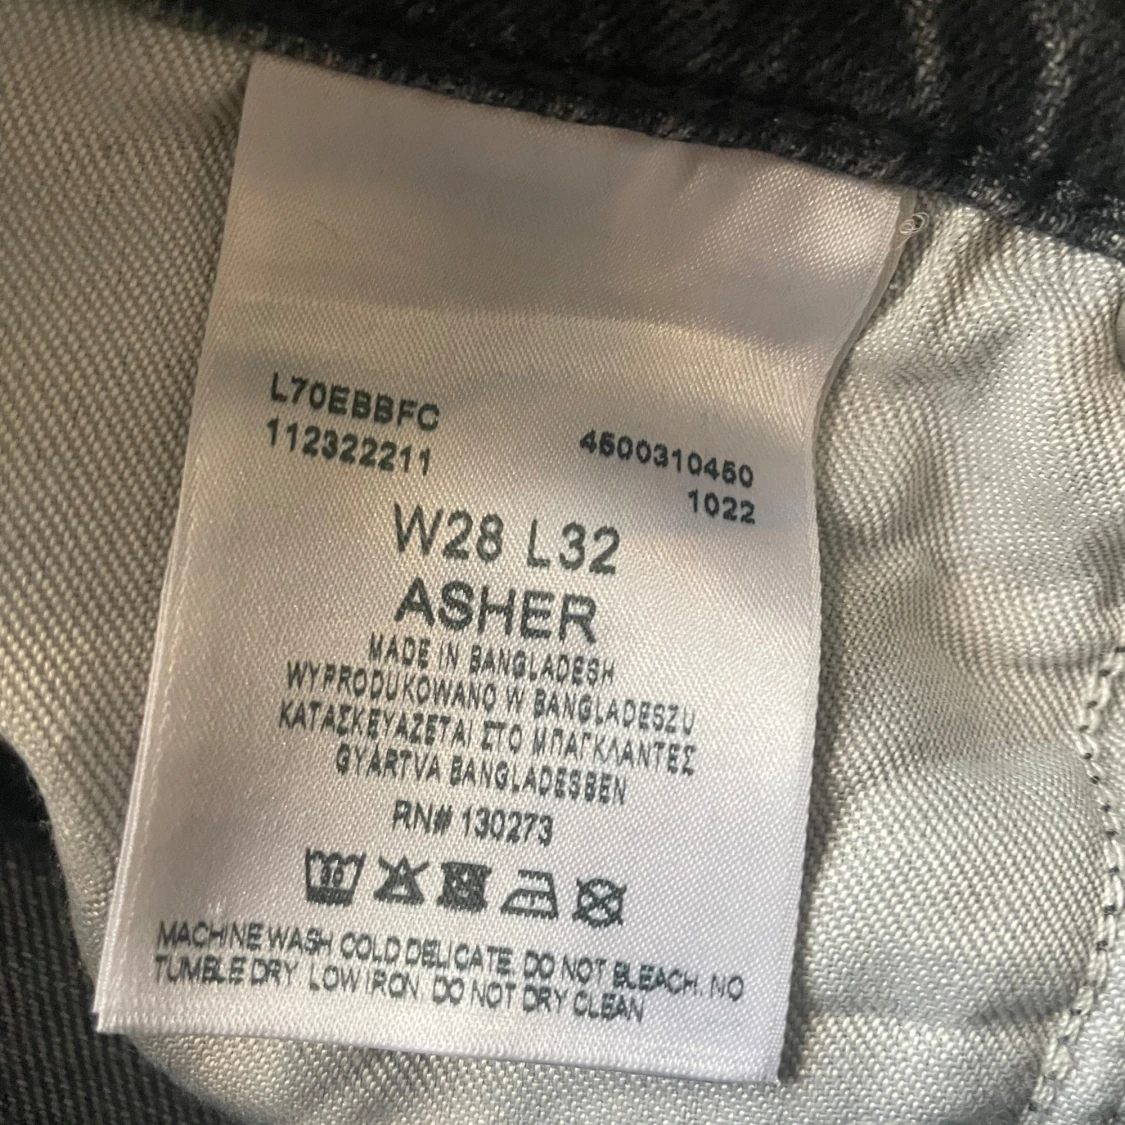 L70EBBFC
112322211
4500310450
1022
W28 L32
ASHER
MADE IN BANGLADESH
WYPRODUKOWANO W BANGLADESZU
ΚΑΤΑΣΚΕΥΑΖΕΤΑΙ ΣΤΟ ΜΠΑΓΚΛΑΝΤΕΣ
GYÁRTVA BANGLADESBEN
RN# 130273
30
MACHINE WASH COLD DELICATE. DO NOT BLEACH. NO
TUMBLE DRY. LOW IRON. DO NOT DRY CLEAN